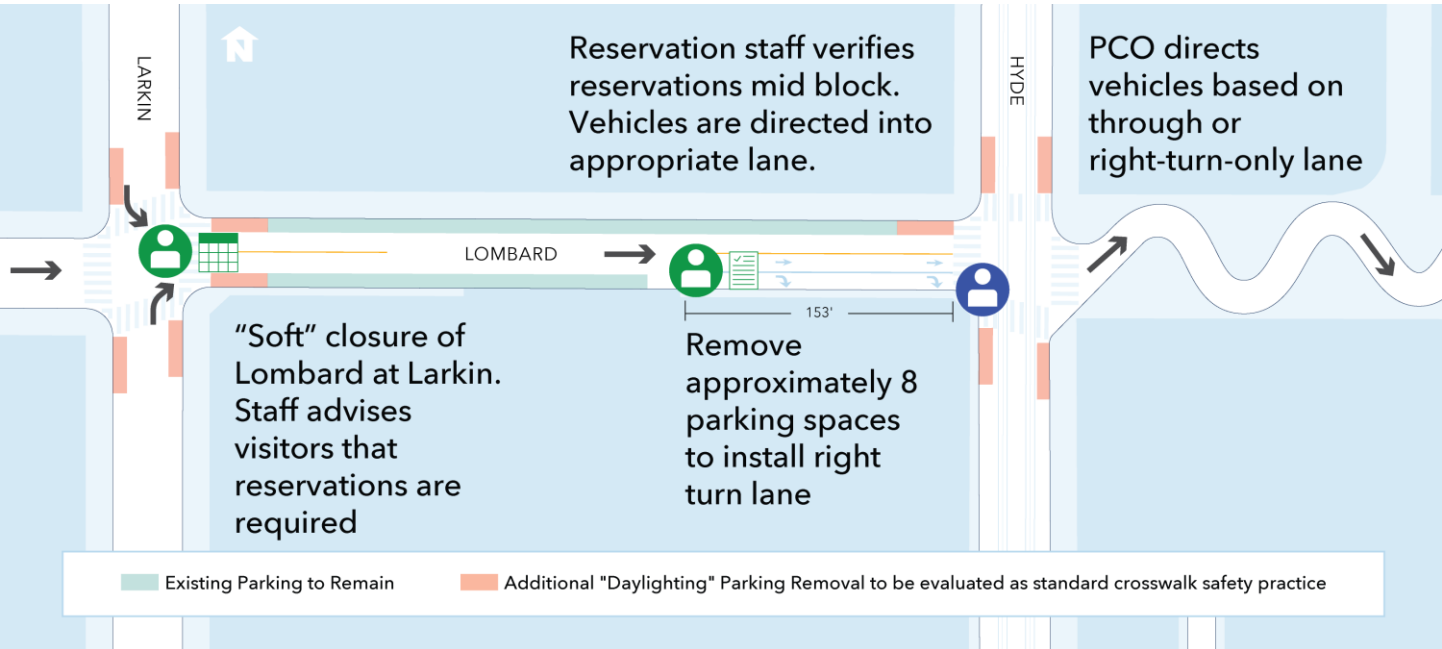 N
LARKIN
Reservation staff verifies
reservations mid block.
Vehicles are directed into
appropriate lane.
HYDE
PCO directs
vehicles based on
through or
right-turn-only lane
LOMBARD
153'
“Soft” closure of
Lombard at Larkin.
Staff advises
visitors that
reservations are
required
Remove
approximately 8
parking spaces
to install right
turn lane
Existing Parking to Remain
Additional "Daylighting" Parking Removal to be evaluated as standard crosswalk safety practice